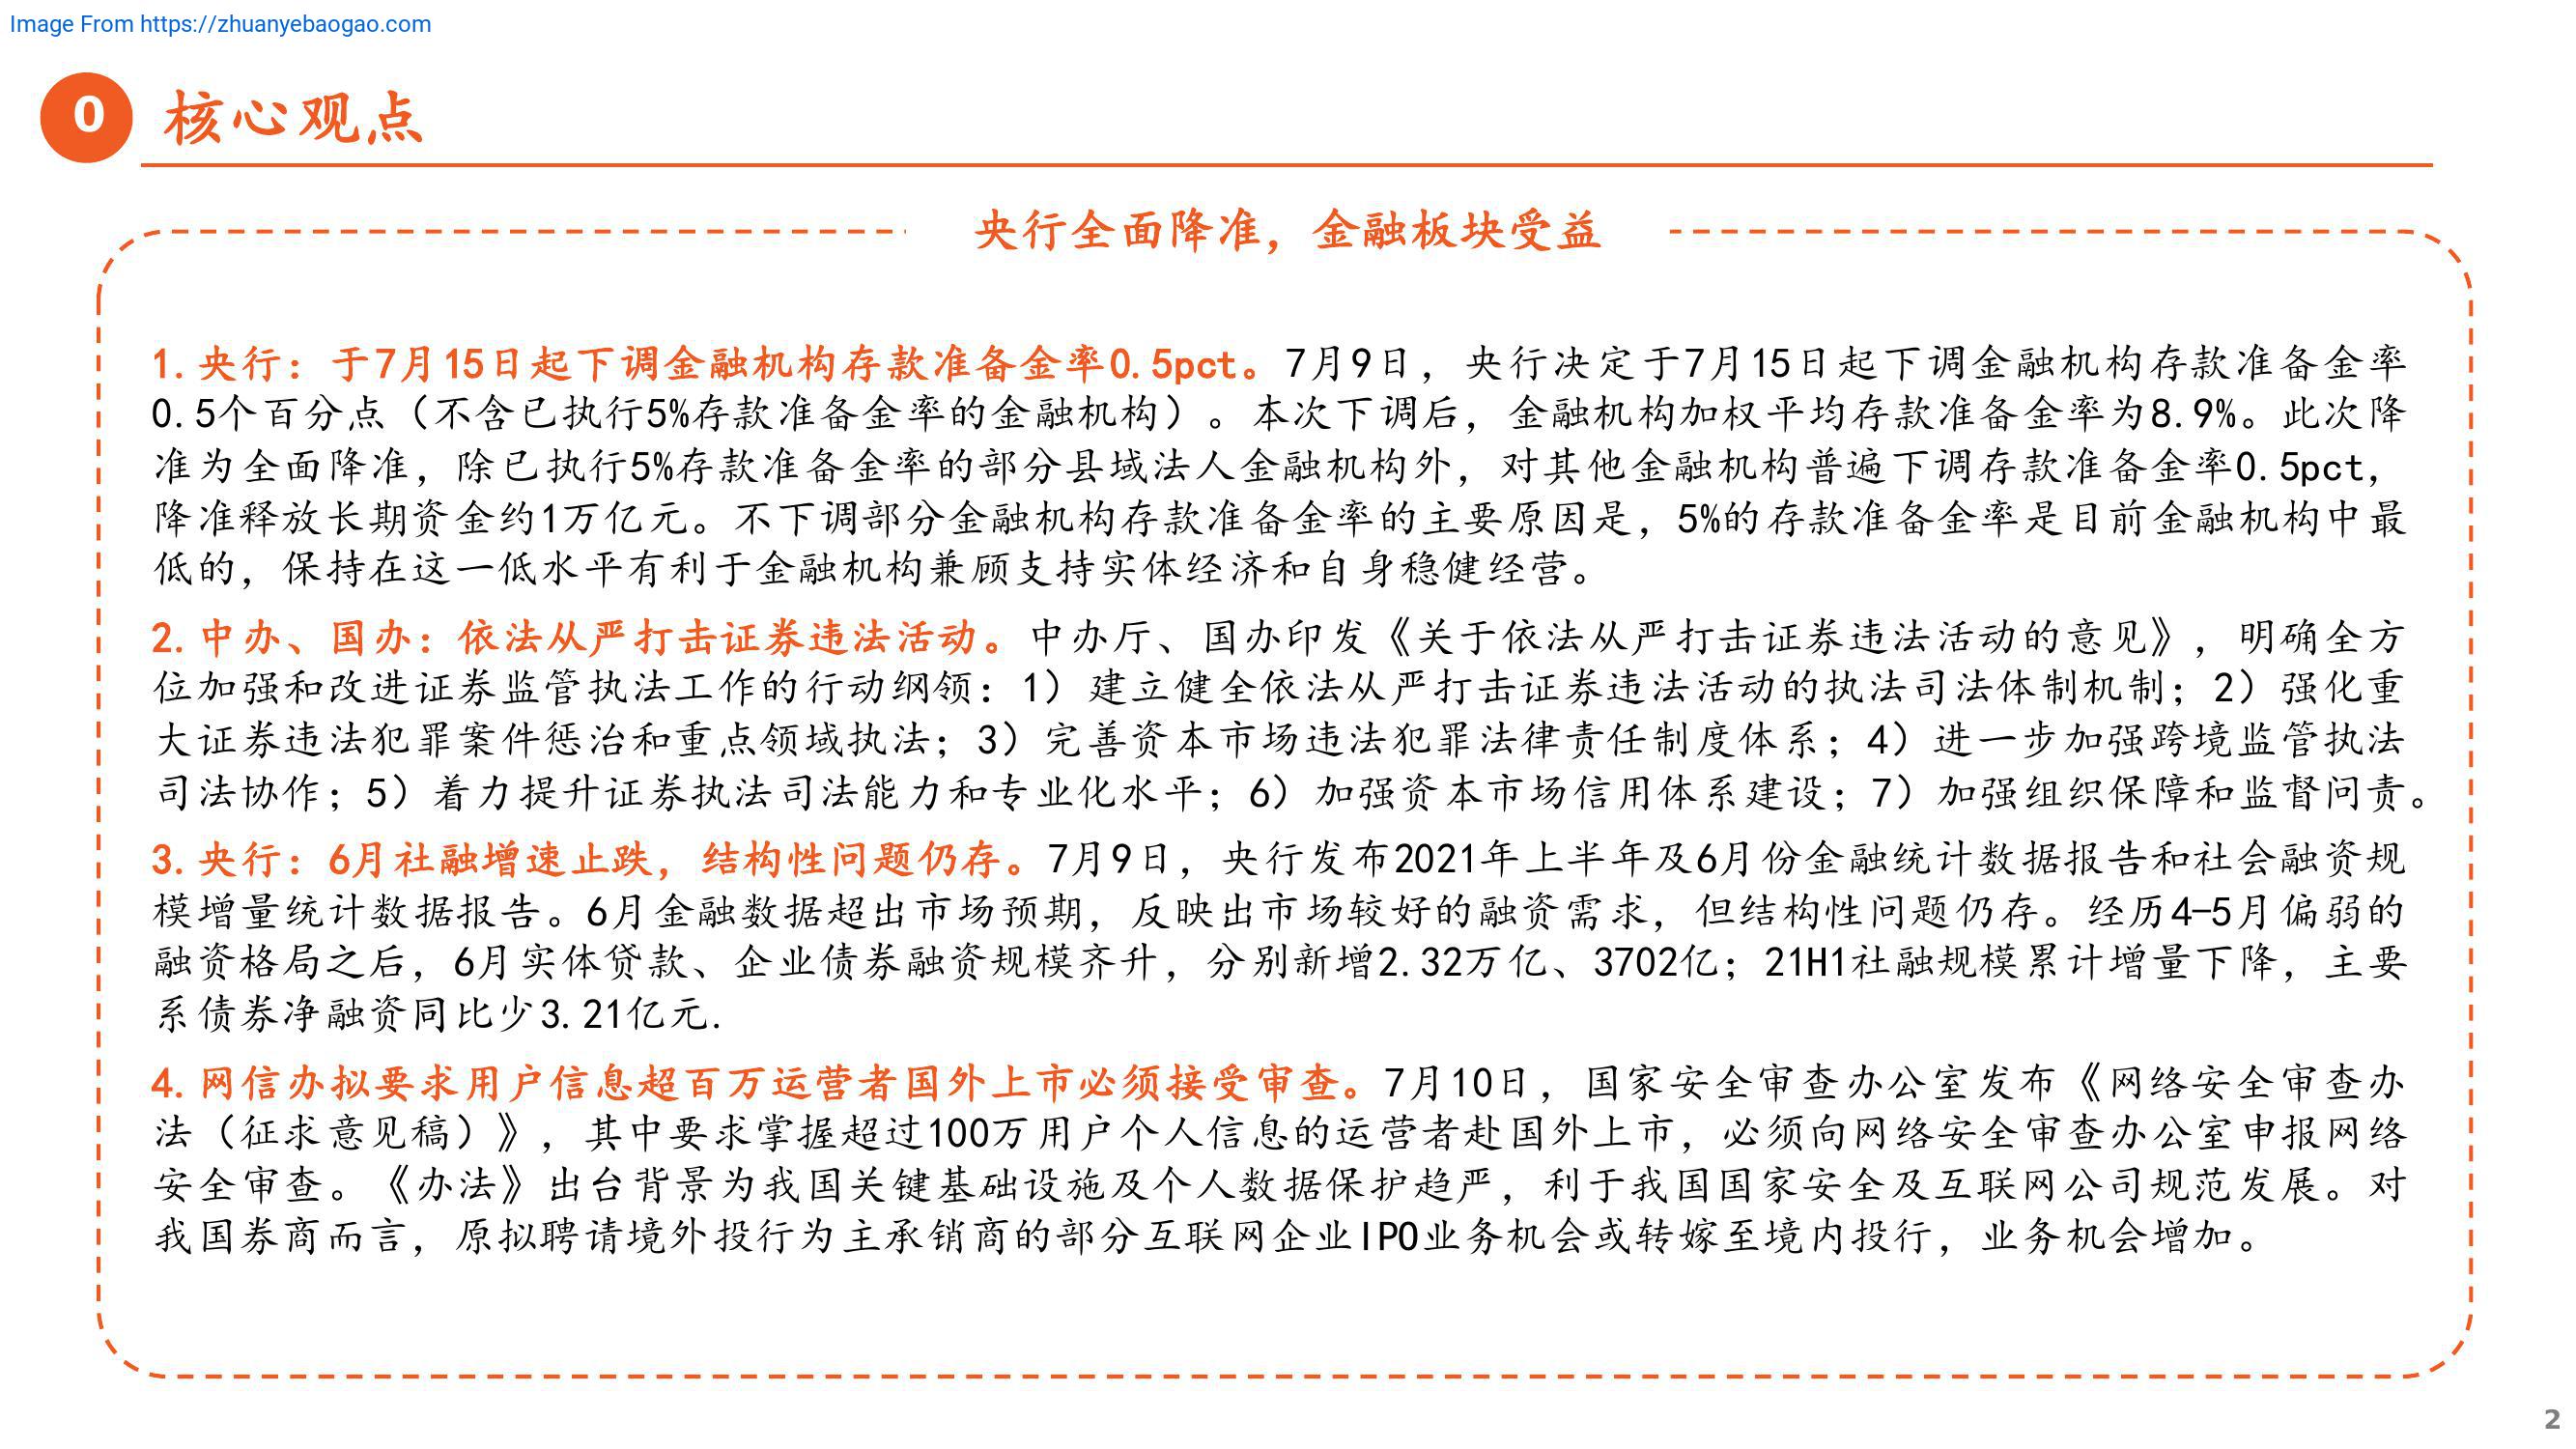 Image From https://zhuanyebaogao.com
0 核心观点
央行全面降准，金融板块受益
1. 央行：于7月15日起下调金融机构存款准备金率0.5pct。7月9日，央行决定于7月15日起下调金融机构存款准备金率
0.5个百分点（不含已执行5%存款准备金率的金融机构）。本次下调后，金融机构加权平均存款准备金率为8.9%。此次降
准为全面降准，除已执行5%存款准备金率的部分县域法人金融机构外，对其他金融机构普遍下调存款准备金率0.5pct，
降准释放长期资金约1万亿元。不下调部分金融机构存款准备金率的主要原因是，5%的存款准备金率是目前金融机构中最
低的，保持在这一低水平有利于金融机构兼顾支持实体经济和自身稳健经营。
2. 中办、国办：依法从严打击证券违法活动。中办厅、国办印发《关于依法从严打击证券违法活动的意见》，明确全方
位加强和改进证券监管执法工作的行动纲领：1）建立健全依法从严打击证券违法活动的执法司法体制机制；2）强化重
大证券违法犯罪案件惩治和重点领域执法；3）完善资本市场违法犯罪法律责任制度体系；4）进一步加强跨境监管执法
司法协作；5）着力提升证券执法司法能力和专业化水平；6）加强资本市场信用体系建设；7）加强组织保障和监督问责。
3. 央行：6月社融增速止跌，结构性问题仍存。7月9日，央行发布2021年上半年及6月份金融统计数据报告和社会融资规
模增量统计数据报告。6月金融数据超出市场预期，反映出市场较好的融资需求，但结构性问题仍存。经历4-5月偏弱的
融资格局之后，6月实体贷款、企业债券融资规模齐升，分别新增2.32万亿、3702亿；21H1社融规模累计增量下降，主要
系债券净融资同比少3.21亿元.
4. 网信办拟要求用户信息超百万运营者国外上市必须接受审查。7月10日，国家安全审查办公室发布《网络安全审查办
法（征求意见稿）》，其中要求掌握超过100万用户个人信息的运营者赴国外上市，必须向网络安全审查办公室申报网络
安全审查。《办法》出台背景为我国关键基础设施及个人数据保护趋严，利于我国国家安全及互联网公司规范发展。对
我国券商而言，原拟聘请境外投行为主承销商的部分互联网企业IPO业务机会或转嫁至境内投行，业务机会增加。
2